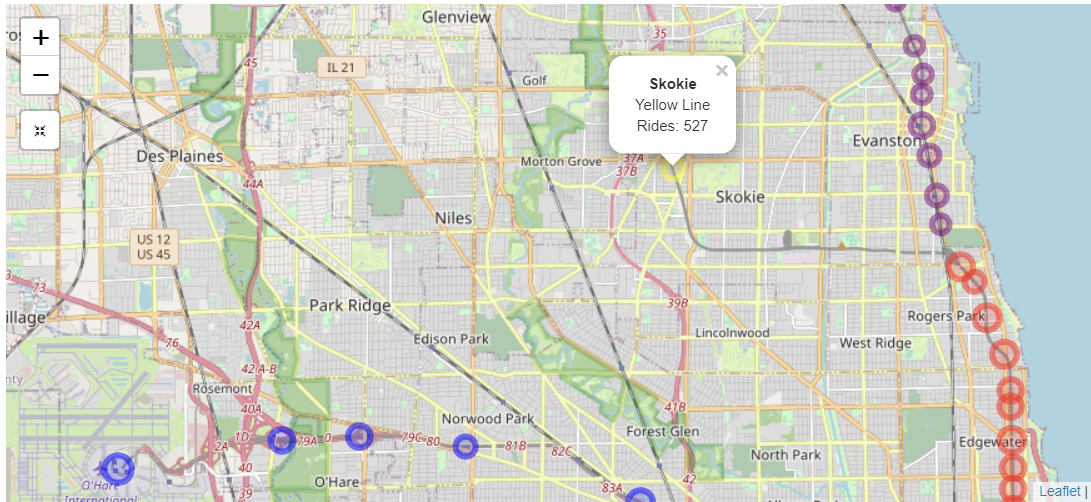 Glenview
35
45
IL 21
Golf
×
Skokie
Yellow Line
Rides: 527
+
−
Des Plaines
Morton Grove
37A
37B
Evanston
44A
Skokie
Niles
US 12
US 45
73
76
Park Ridge
39B
42A
Edison Park
Lincolnwood
Rogers Park
West Ridge
42 A-B
Rosemont
40A
41B
1D
2A
79A
79C
80
Norwood Park
81B
82C
Forest Glen
Edgewater
North Park
40
39
O'Hare
42
83A
O'Hare
International
Leaflet